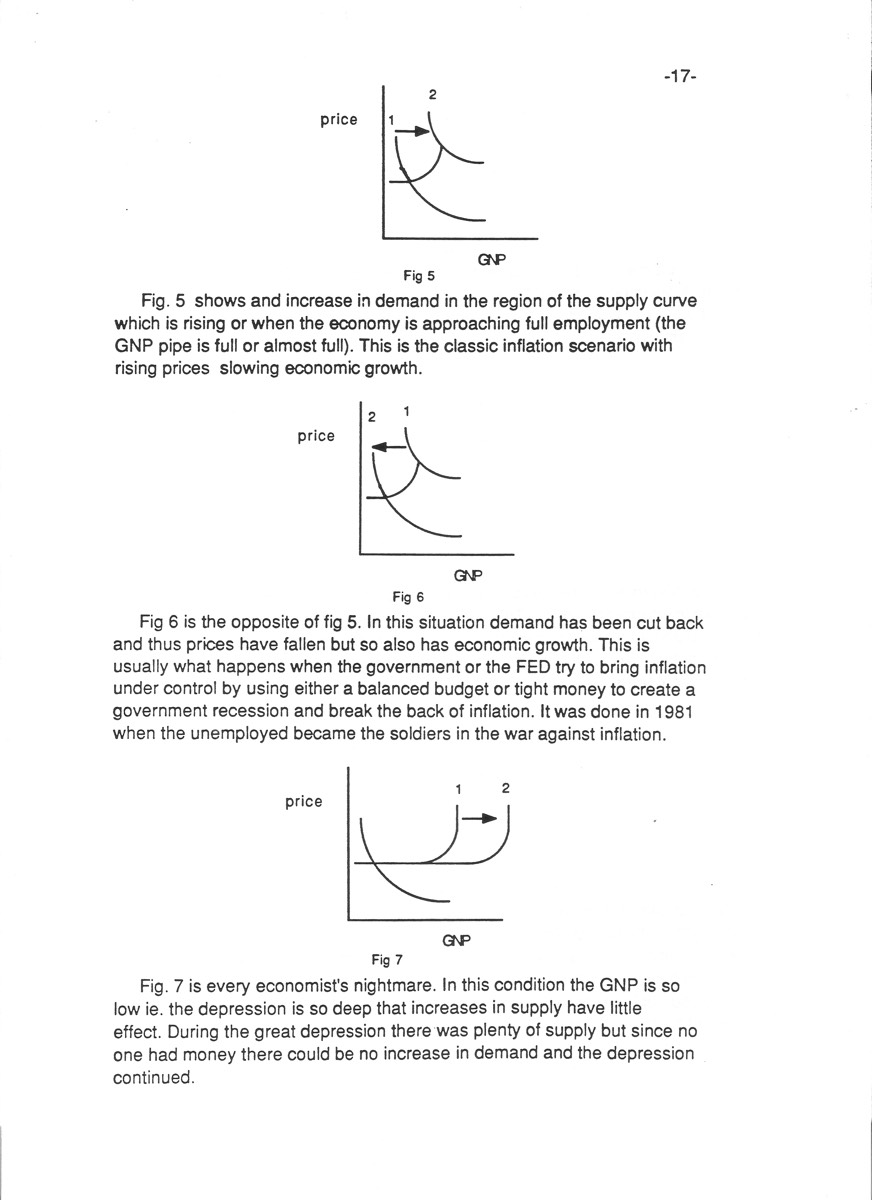 -17-
2
price
1
GNP
Fig 5
Fig. 5 shows and increase in demand in the region of the supply curve
which is rising or when the economy is approaching full employment (the
GNP pipe is full or almost full). This is the classic inflation scenario with
rising prices slowing economic growth.
2 1
price
GNP
Fig 6
Fig 6 is the opposite of fig 5. In this situation demand has been cut back
and thus prices have fallen but so also has economic growth. This is
usually what happens when the government or the FED try to bring inflation
under control by using either a balanced budget or tight money to create a
government recession and break the back of inflation. It was done in 1981
when the unemployed became the soldiers in the war against inflation.
1 2
price
GNP
Fig 7
Fig. 7 is every economist's nightmare. In this condition the GNP is so
low ie. the depression is so deep that increases in supply have little
effect. During the great depression there was plenty of supply but since no
one had money there could be no increase in demand and the depression
continued.